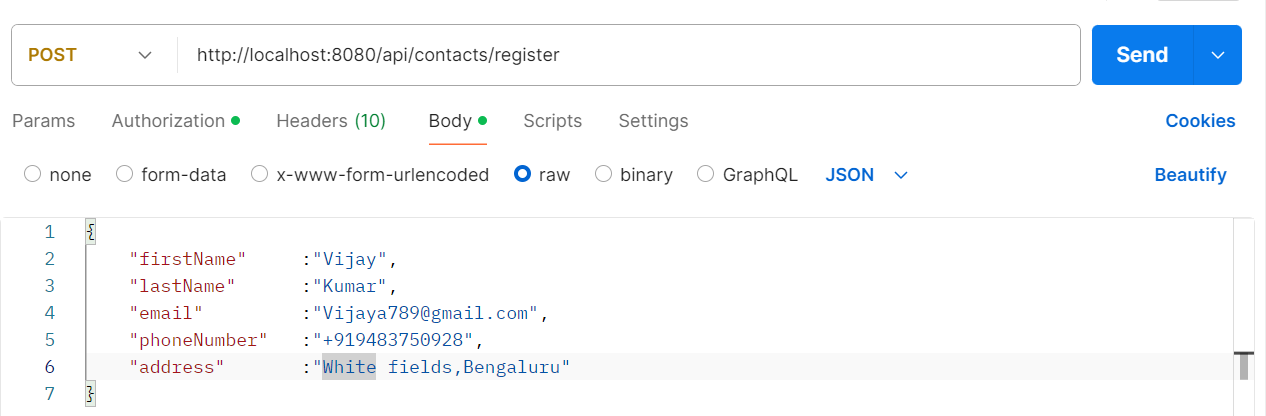 POST http://localhost:8080/api/contacts/register Send
Params Authorization Headers (10) Body Scripts Settings Cookies
none form-data x-www-form-urlencoded raw binary GraphQL JSON Beautify
1 {
2 "firstName" :"Vijay",
3 "lastName" :"Kumar",
4 "email" :"Vijaya789@gmail.com",
5 "phoneNumber" :"+919483750928",
6 "address" :"White fields,Bengaluru"
7 }